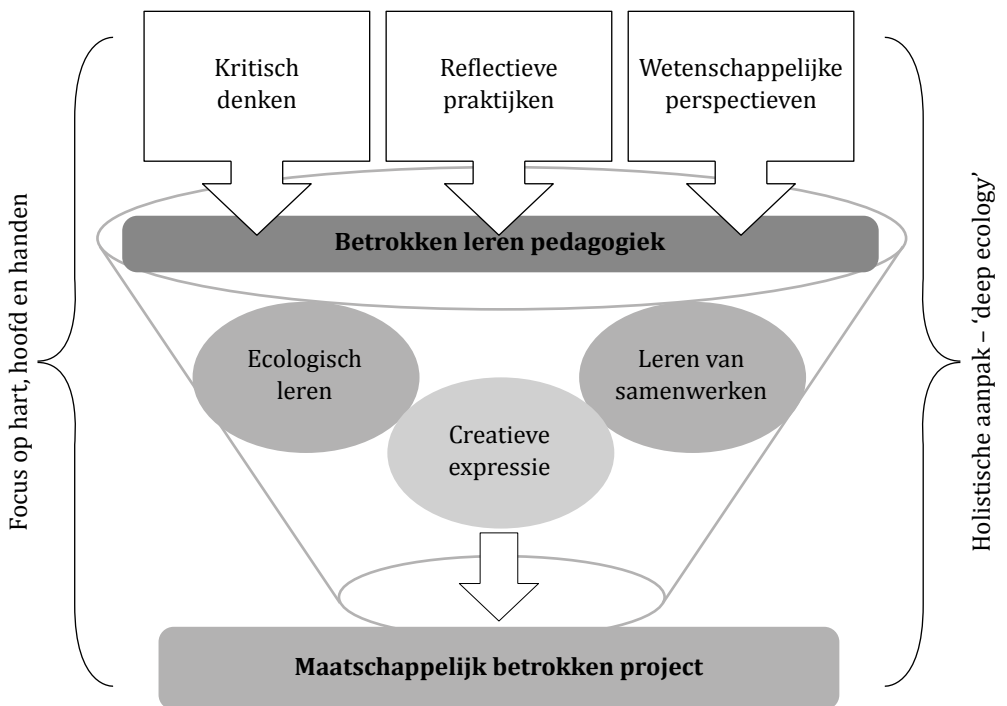 Kritisch
denken
Reflectieve
praktijken
Wetenschappelijke
perspectieven
Focus op hart, hoofd en handen
Betrokken leren pedagogiek
Ecologisch
leren
Leren van
samenwerken
Creatieve
expressie
Maatschappelijk betrokken project
Holistische aanpak – ‘deep ecology’